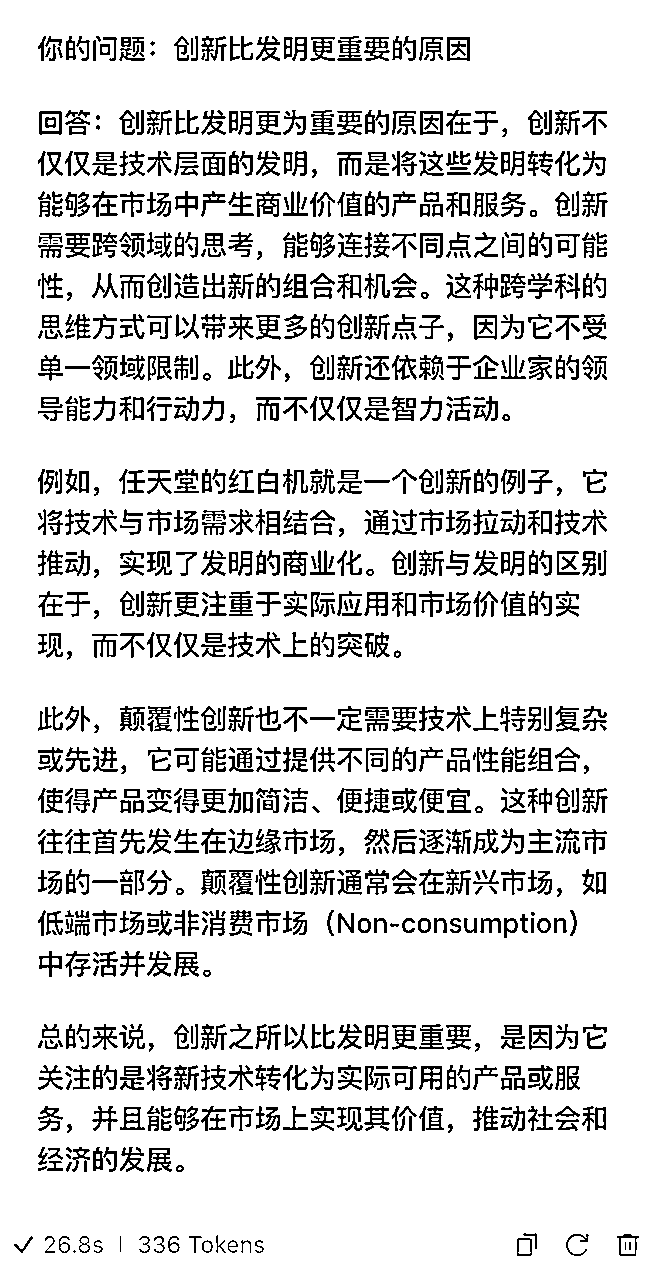 你的问题：创新比发明更重要的原因
回答：创新比发明更为重要的原因在于，创新不
仅仅是技术层面的发明，而是将这些发明转化为
能够在市场中产生商业价值的产品和服务。创新
需要跨领域的思考，能够连接不同点之间的可能
性，从而创造出新的组合和机会。这种跨学科的
思维方式可以带来更多的创新点子，因为它不受
单一领域限制。此外，创新还依赖于企业家的领
导能力和行动力，而不仅仅是智力活动。
例如，任天堂的红白机就是一个创新的例子，它
将技术与市场需求相结合，通过市场拉动和技术
推动，实现了发明的商业化。创新与发明的区别
在于，创新更注重于实际应用和市场价值的实
现，而不仅仅是技术上的突破。
此外，颠覆性创新也不一定需要技术上特别复杂
或先进，它可能通过提供不同的产品性能组合，
使得产品变得更加简洁、便捷或便宜。这种创新
往往首先发生在边缘市场，然后逐渐成为主流市
场的一部分。颠覆性创新通常会在新兴市场，如
低端市场或非消费市场（Non-consumption）
中存活并发展。
总的来说，创新之所以比发明更重要，是因为它
关注的是将新技术转化为实际可用的产品或服
务，并且能够在市场上实现其价值，推动社会和
经济的发展。
26.8s | 336 Tokens